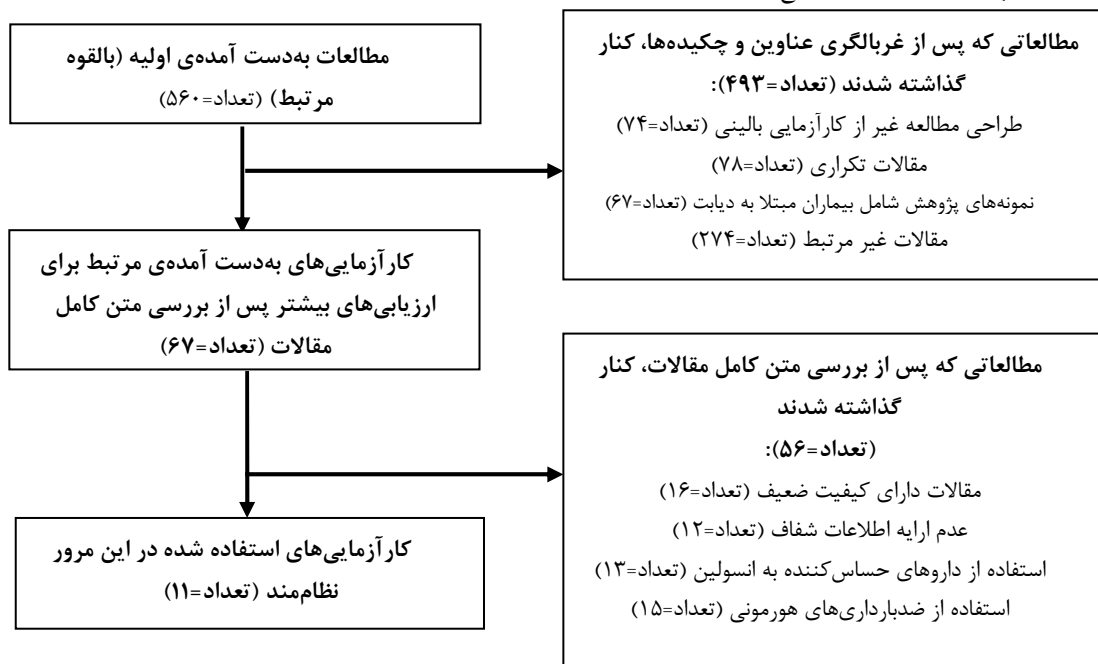 مطالعات به‌دست آمده‌ی اولیه (بالقوه
مرتبط) (تعداد=۵۶۰)
مطالعاتی که پس از غربالگری عناوین و چکیده‌ها، کنار
گذاشته شدند (تعداد=۴۹۳):
طراحی مطالعه غیر از کارآزمایی بالینی (تعداد=۷۴)
مقالات تکراری (تعداد=۷۸)
نمونه‌های پژوهش شامل بیماران مبتلا به دیابت (تعداد=۶۷)
مقالات غیر مرتبط (تعداد=۲۷۴)
کارآزمایی‌های به‌دست آمده‌ی مرتبط برای
ارزیابی‌های بیشتر پس از بررسی متن کامل
مقالات (تعداد=۶۷)
مطالعاتی که پس از بررسی متن کامل مقالات، کنار
گذاشته شدند
(تعداد=۵۶):
مقالات دارای کیفیت ضعیف (تعداد=۱۶)
عدم ارایه اطلاعات شفاف (تعداد=۱۲)
استفاده از داروهای حساس‌کننده به انسولین (تعداد=۱۳)
استفاده از ضدبارداری‌های هورمونی (تعداد=۱۵)
کارآزمایی‌های استفاده شده در این مرور
نظام‌مند (تعداد=۱۱)